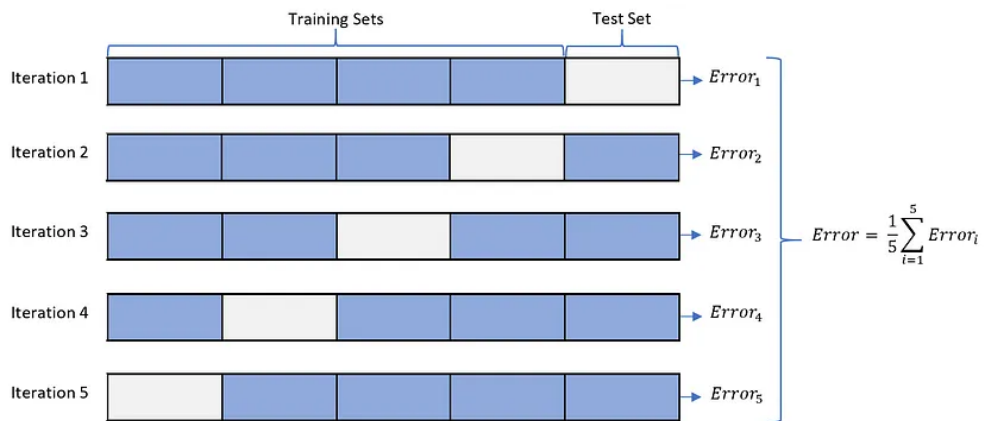 Training Sets Test Set
Iteration 1 Error₁
Iteration 2 Error₂
Iteration 3 Error₃
Error = 1/5 ∑_{i=1}^{5} Errorᵢ
Iteration 4 Error₄
Iteration 5 Error₅